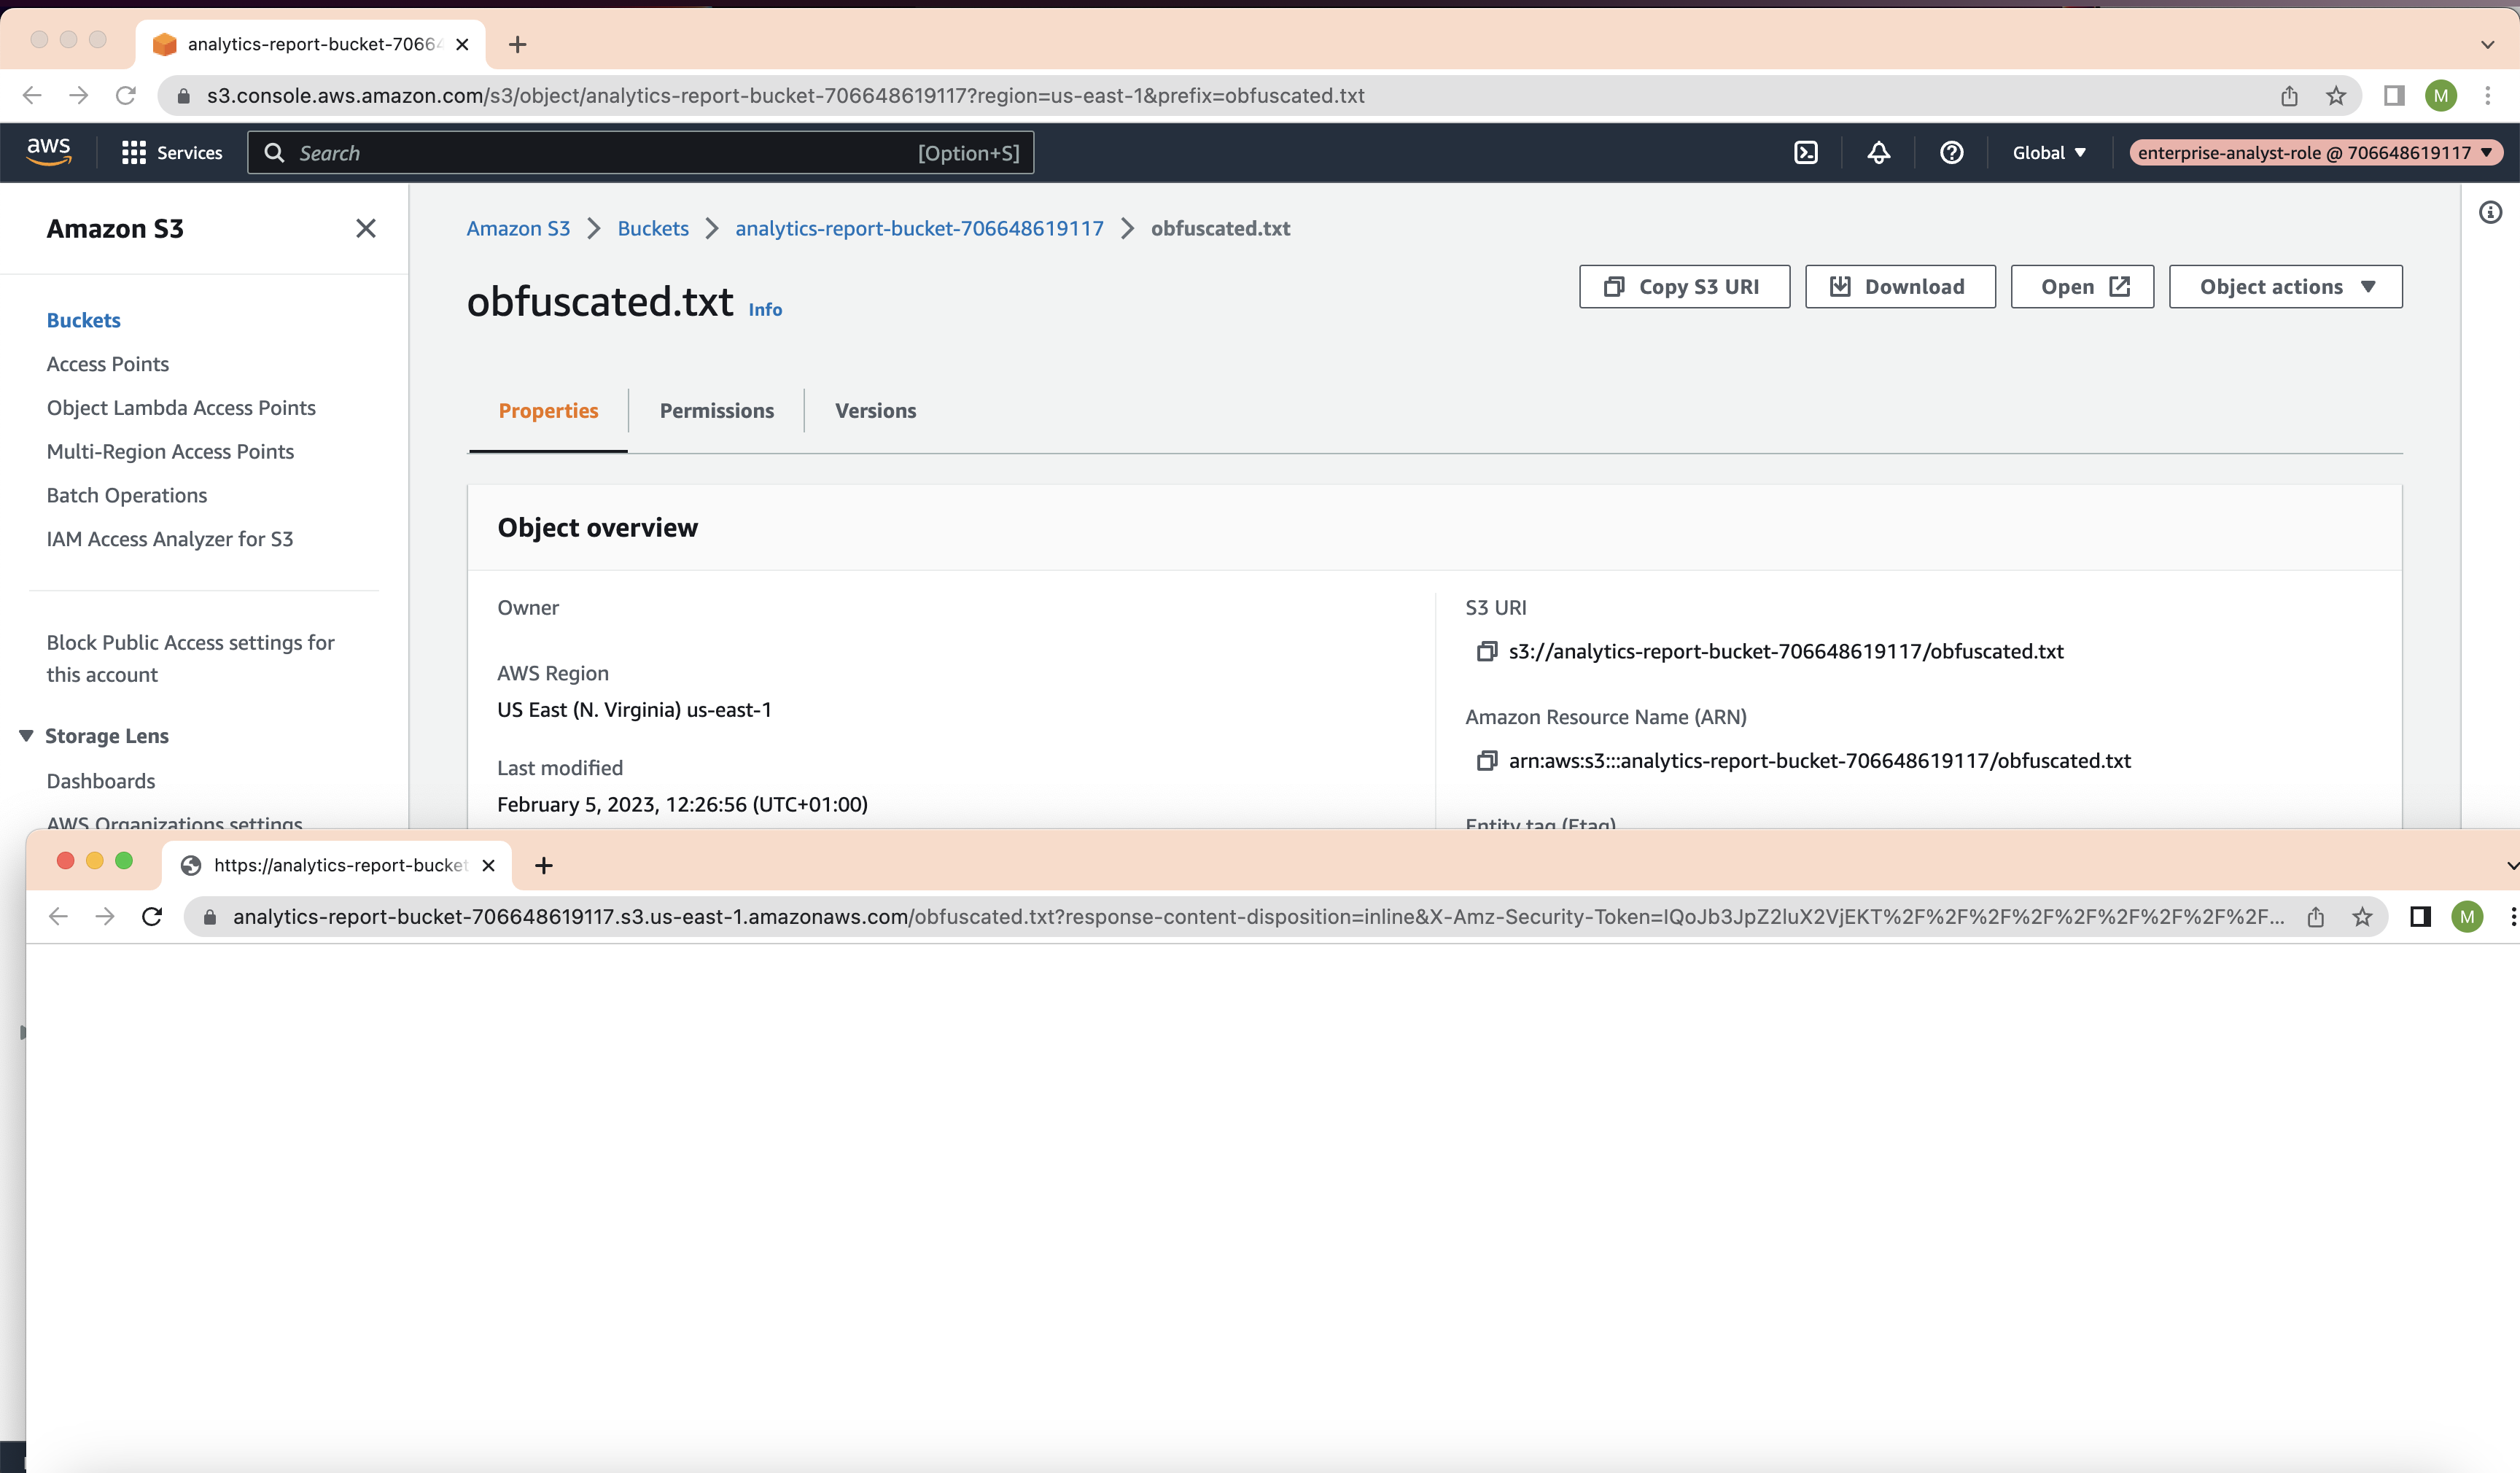 analytics-report-bucket-7066
s3.console.aws.amazon.com/s3/object/analytics-report-bucket-706648619117?region=us-east-1&prefix=obfuscated.txt
M
aws
Services
Search
[Option+S]
Global
enterprise-analyst-role @ 706648619117
Amazon S3
Buckets
Access Points
Object Lambda Access Points
Multi-Region Access Points
Batch Operations
IAM Access Analyzer for S3
Block Public Access settings for
this account
Storage Lens
Dashboards
AWS Organizations settings
Amazon S3 > Buckets > analytics-report-bucket-706648619117 > obfuscated.txt
obfuscated.txt Info
Copy S3 URI
Download
Open
Object actions
Properties
Permissions
Versions
Object overview
Owner
AWS Region
US East (N. Virginia) us-east-1
Last modified
February 5, 2023, 12:26:56 (UTC+01:00)
S3 URI
s3://analytics-report-bucket-706648619117/obfuscated.txt
Amazon Resource Name (ARN)
arn:aws:s3:::analytics-report-bucket-706648619117/obfuscated.txt
Entity tag (Etag)
https://analytics-report-bucket
analytics-report-bucket-706648619117.s3.us-east-1.amazonaws.com/obfuscated.txt?response-content-disposition=inline&X-Amz-Security-Token=IQoJb3JpZ2luX2VjEKT%2F%2F%2F%2F%2F%2F%2F%2F%2F...
M